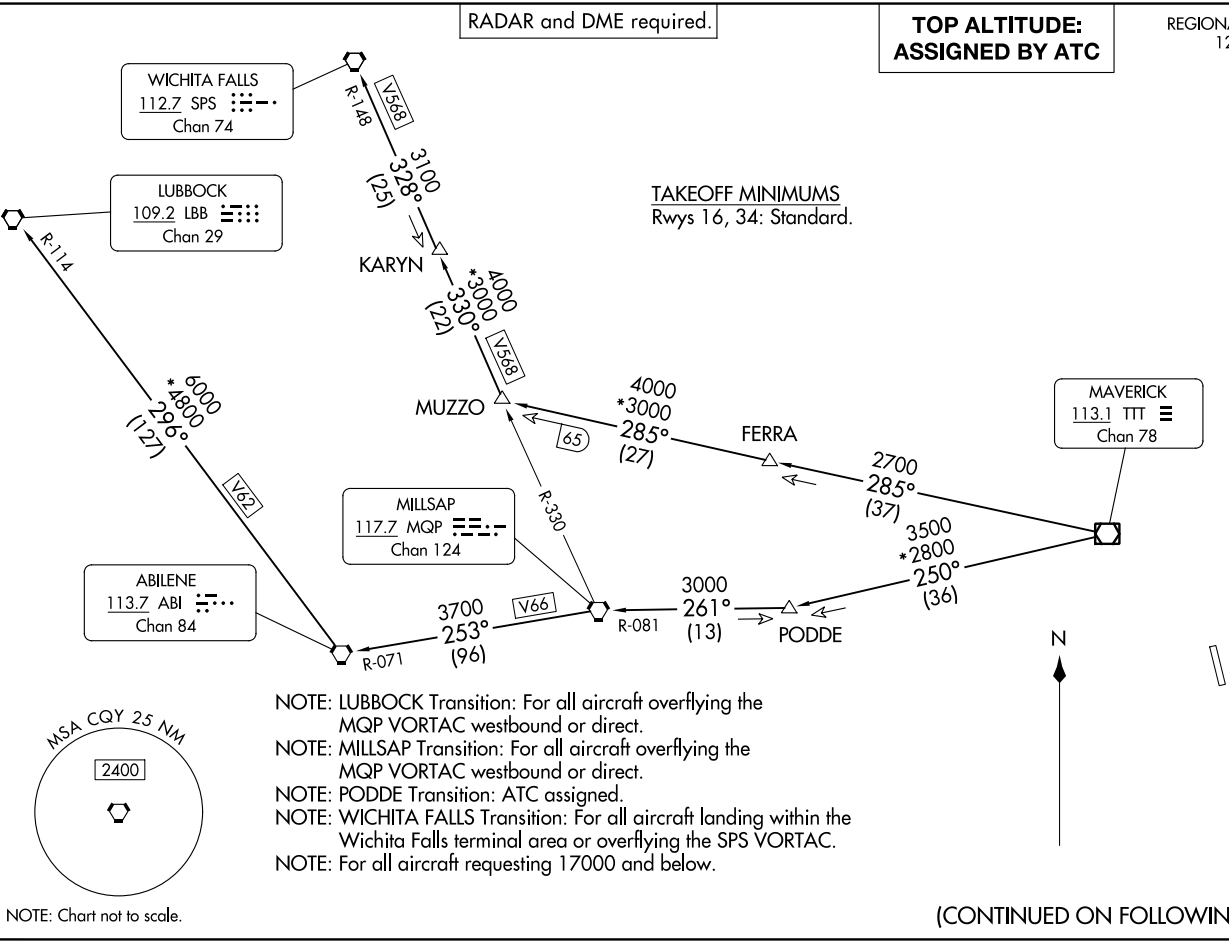 RADAR and DME required.
TOP ALTITUDE:
ASSIGNED BY ATC
REGIONA
12
WICHITA FALLS
112.7 SPS
Chan 74
R-148
V568
3100
328°
(25)
LUBBOCK
109.2 LBB
Chan 29
R-114
TAKEOFF MINIMUMS
Rwys 16, 34: Standard.
KARYN
4000
*3000
330°
(22)
V568
6000
*4800
296°
(127)
V62
MUZZO
65
4000
*3000
285°
(27)
FERRA
2700
285°
(37)
MAVERICK
113.1 TTT
Chan 78
MILLSAP
117.7 MQP
Chan 124
R-330
3500
*2800
250°
(36)
ABILENE
113.7 ABI
Chan 84
R-071
3700
253°
(96)
V66
R-081
3000
261°
(13)
PODDE
N
MSA CQY 25 NM
2400
NOTE: LUBBOCK Transition: For all aircraft overflying the
MQP VORTAC westbound or direct.
NOTE: MILLSAP Transition: For all aircraft overflying the
MQP VORTAC westbound or direct.
NOTE: PODDE Transition: ATC assigned.
NOTE: WICHITA FALLS Transition: For all aircraft landing within the
Wichita Falls terminal area or overflying the SPS VORTAC.
NOTE: For all aircraft requesting 17000 and below.
NOTE: Chart not to scale.
(CONTINUED ON FOLLOWIN